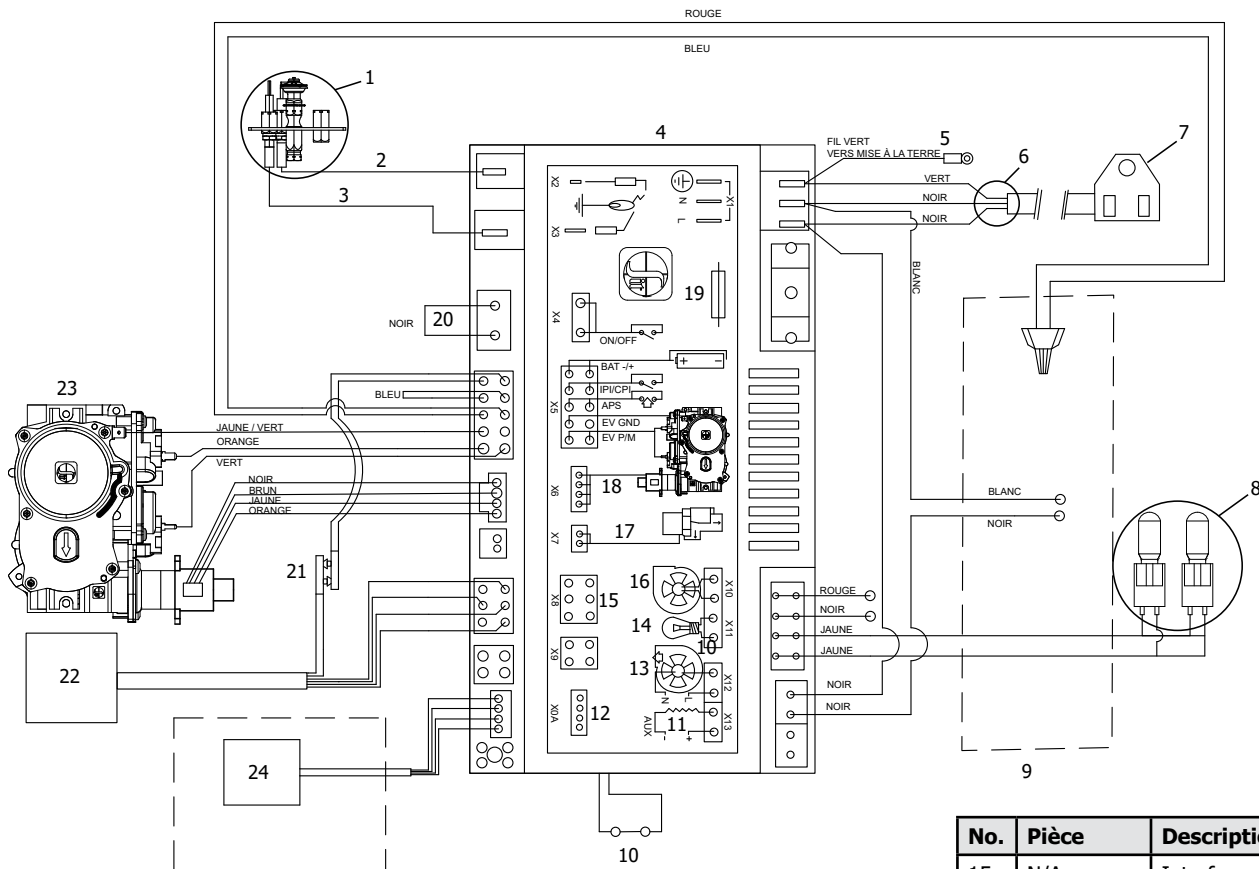 ROUGE
BLEU
1
2
3
4
FIL VERT
VERS MISE À LA TERRE
5
6
7
VERT
NOIR
NOIR
X2
X3
N
L
X1
BLANC
19
20
NOIR
X4
ON/OFF
BAT -/+
+ -
IPI/CPI
APS
EV GND
EV P/M
X5
23
BLEU
JAUNE / VERT
ORANGE
VERT
NOIR
BRUN
JAUNE
ORANGE
X6
18
X7
17
BLANC
NOIR
8
21
X8
15
16
X10
14
X11
10
X9
13
X12
N L
X0A
12
AUX
11
- +
X13
ROUGE
NOIR
JAUNE
JAUNE
NOIR
NOIR
22
24
9
10
No. Pièce
15 N/A